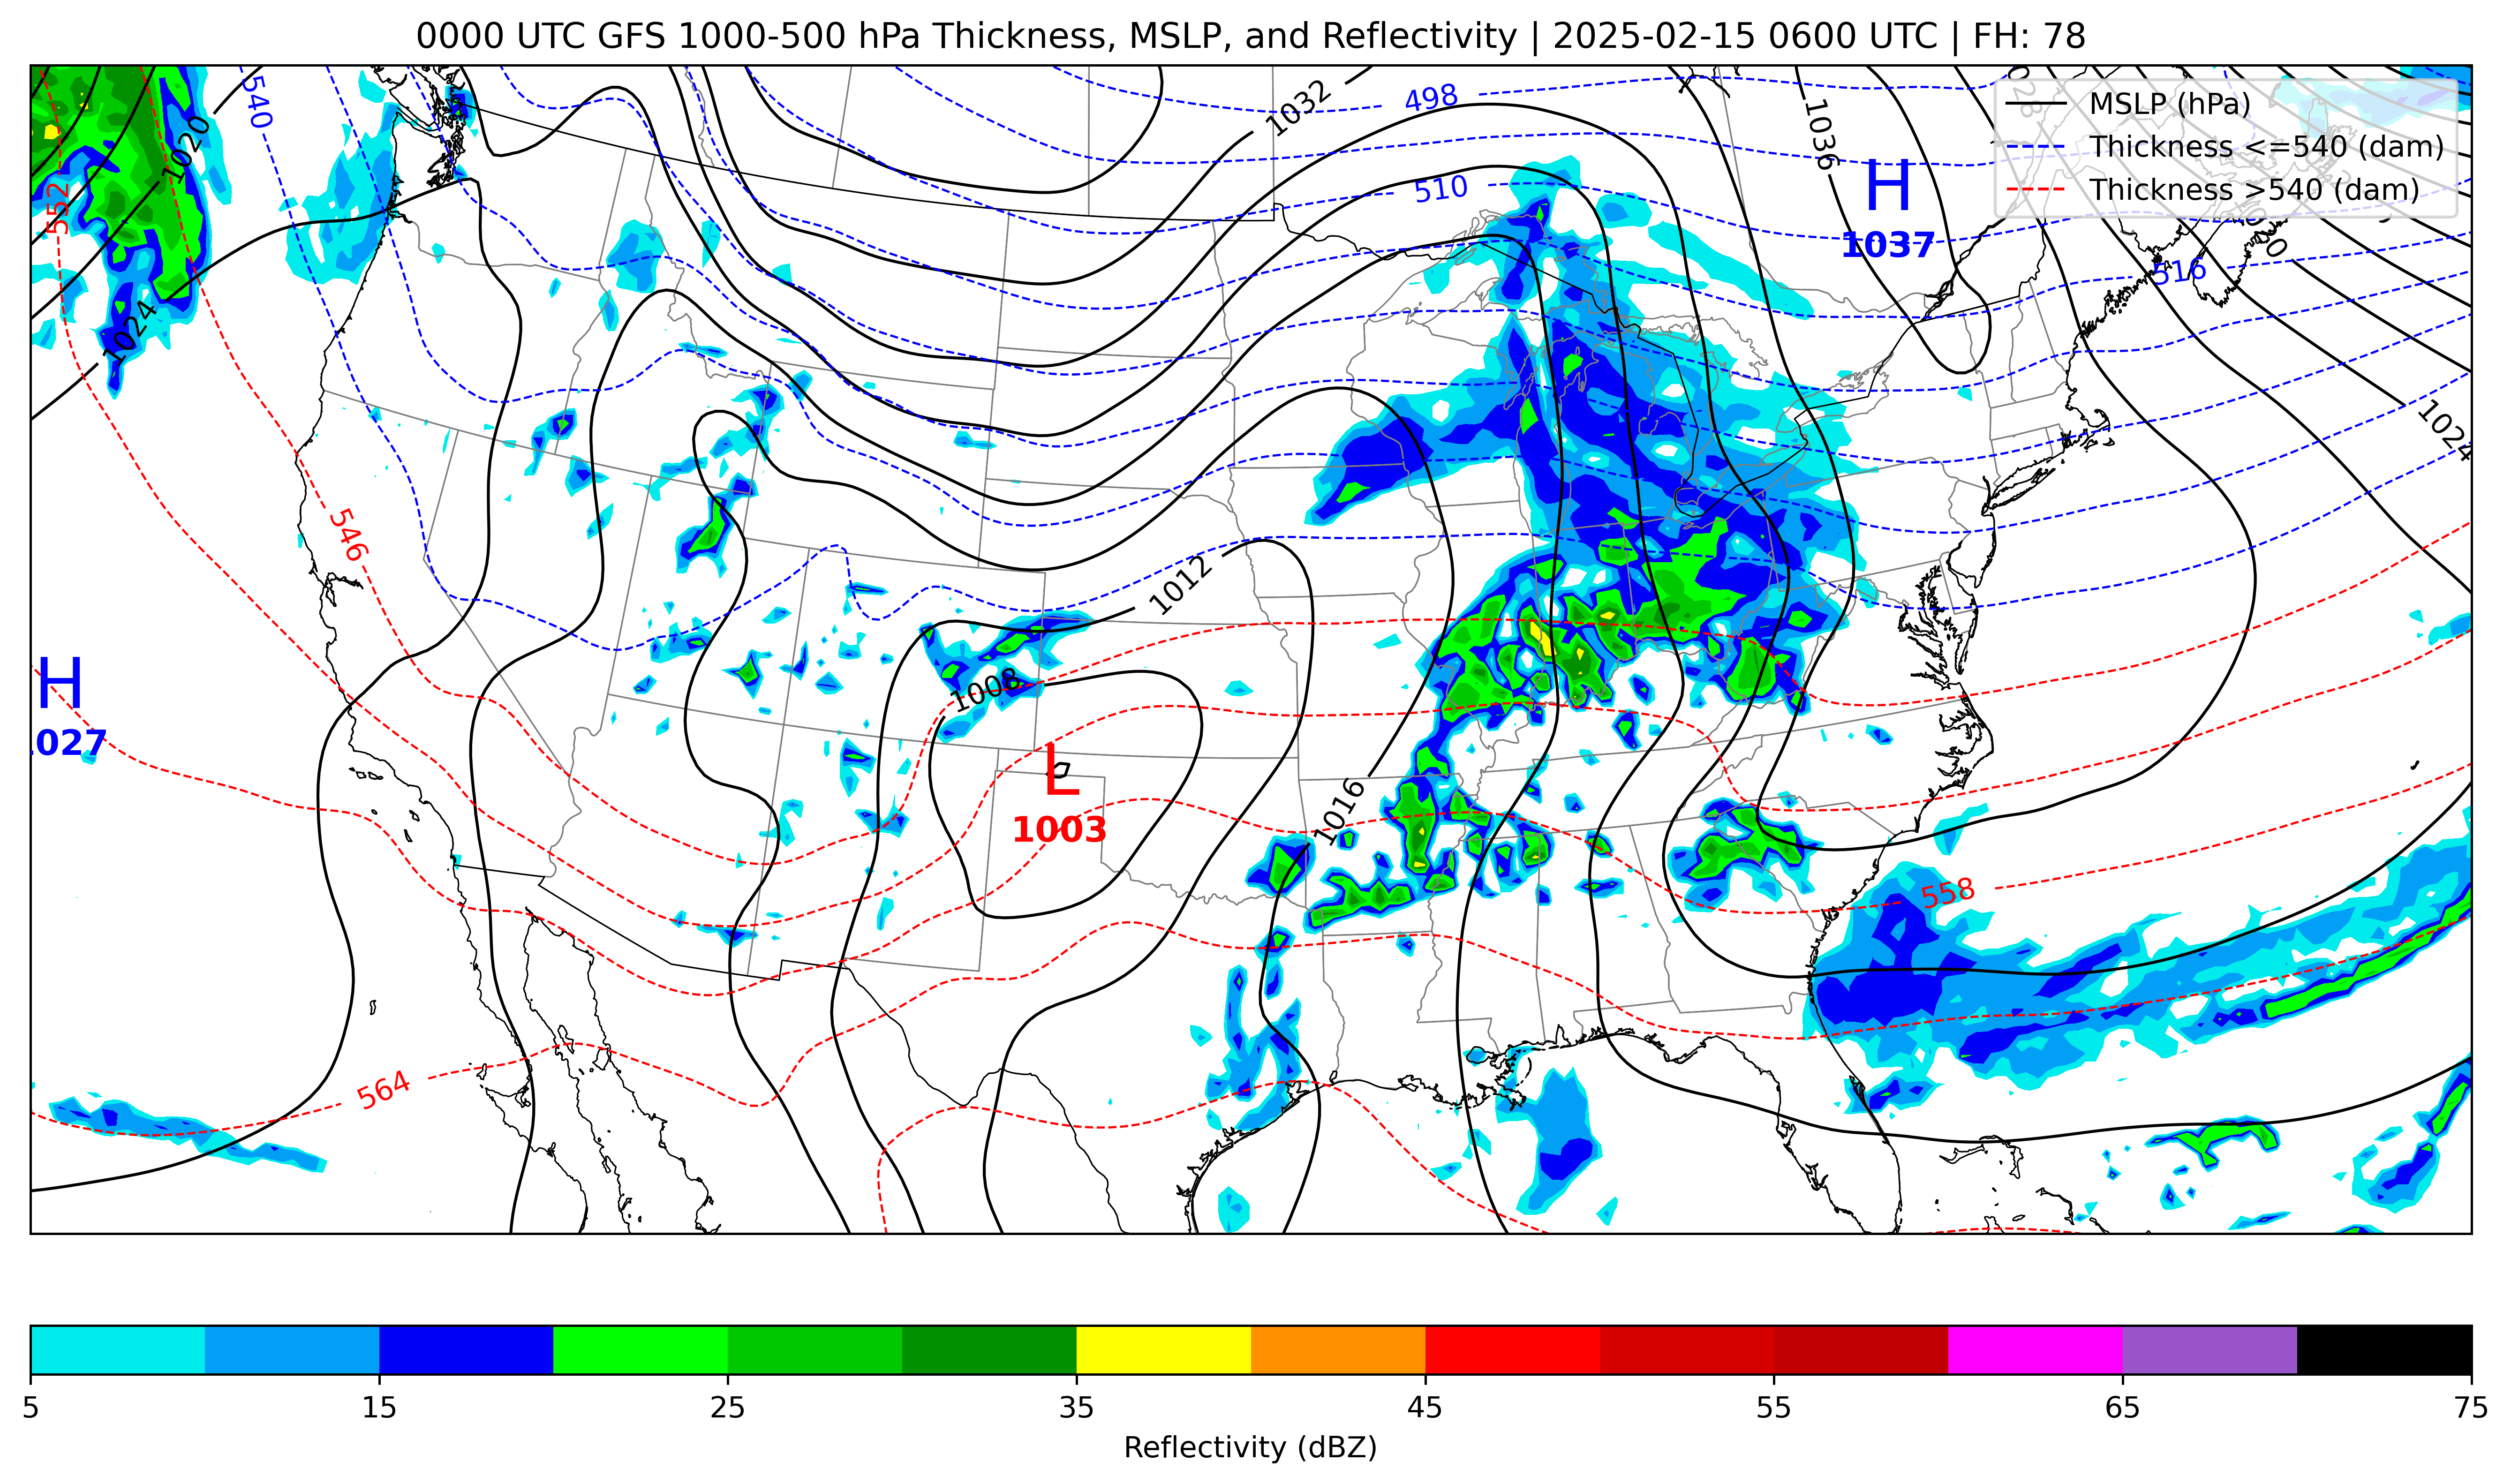 0000 UTC GFS 1000-500 hPa Thickness, MSLP, and Reflectivity | 2025-02-15 0600 UTC | FH: 78
MSLP (hPa)
Thickness <=540 (dam)
Thickness >540 (dam)
540
498
1032
1036
1020
552
510
H
1037
516
1024
1024
546
1012
H
1027
1008
L
1003
1016
558
564
5 15 25 35 45 55 65 75
Reflectivity (dBZ)